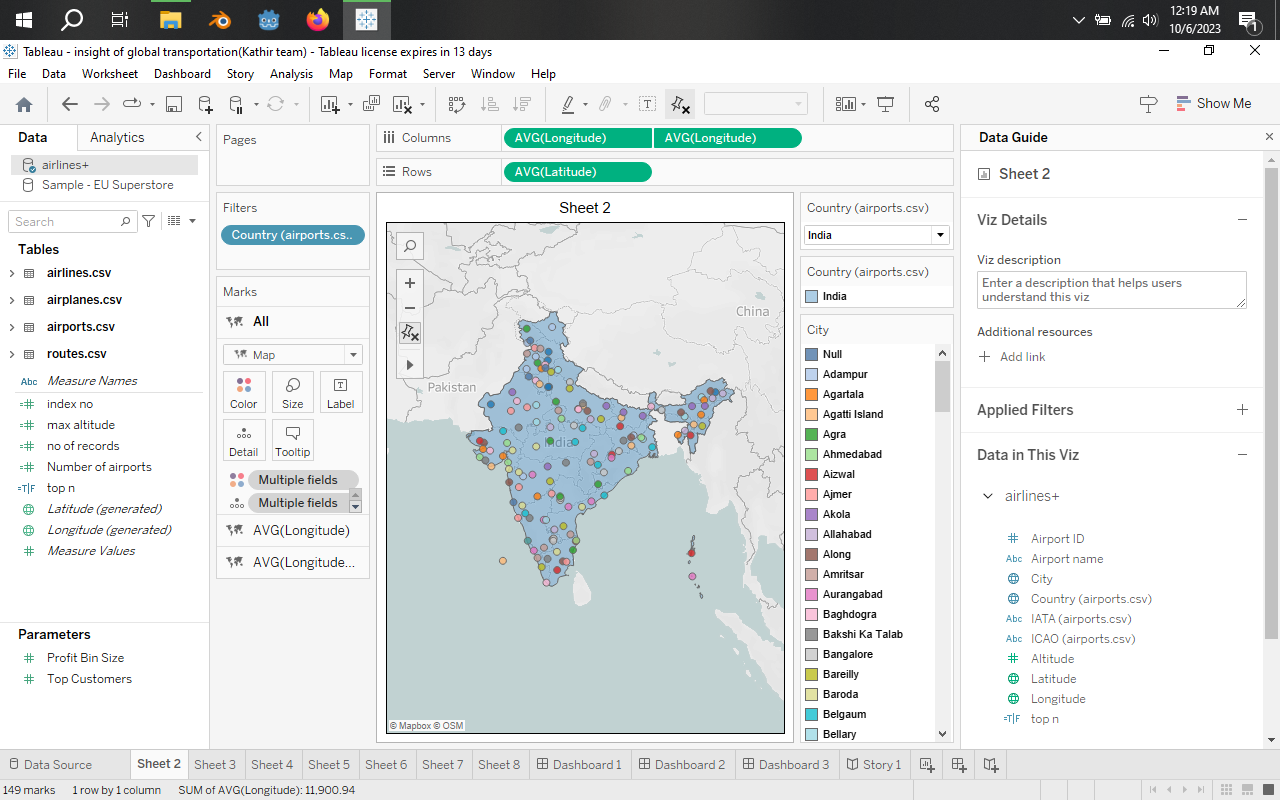 12:19 AM
10/6/2023
1
Tableau - insight of global transportation(Kathir team) - Tableau license expires in 13 days
File Data Worksheet Dashboard Story Analysis Map Format Server Window Help
Show Me
Data Analytics
airlines+
Sample - EU Superstore
Search
Tables
airlines.csv
airplanes.csv
airports.csv
routes.csv
Abc Measure Names
index no
max altitude
no of records
Number of airports
=T|F top n
Latitude (generated)
Longitude (generated)
Measure Values
Parameters
Profit Bin Size
Top Customers
Pages
Filters
Country (airports.cs..
Marks
All
Map
Color Size Label
Detail Tooltip
Multiple fields
Multiple fields
AVG(Longitude)
AVG(Longitude...
Columns AVG(Longitude) AVG(Longitude)
Rows AVG(Latitude)
Sheet 2
China
Pakistan
India
© Mapbox © OSM
Country (airports.csv)
India
Country (airports.csv)
India
City
Null
Adampur
Agartala
Agatti Island
Agra
Ahmedabad
Aizwal
Ajmer
Akola
Allahabad
Along
Amritsar
Aurangabad
Baghdogra
Bakshi Ka Talab
Bangalore
Bareilly
Baroda
Belgaum
Bellary
Data Guide
Sheet 2
Viz Details
Viz description
Enter a description that helps users
understand this viz
Additional resources
Add link
Applied Filters
Data in This Viz
airlines+
Airport ID
Abc Airport name
City
Country (airports.csv)
Abc IATA (airports.csv)
Abc ICAO (airports.csv)
Altitude
Latitude
Longitude
=T|F top n
Data Source Sheet 2 Sheet 3 Sheet 4 Sheet 5 Sheet 6 Sheet 7 Sheet 8 Dashboard 1 Dashboard 2 Dashboard 3 Story 1
149 marks 1 row by 1 column SUM of AVG(Longitude): 11,900.94